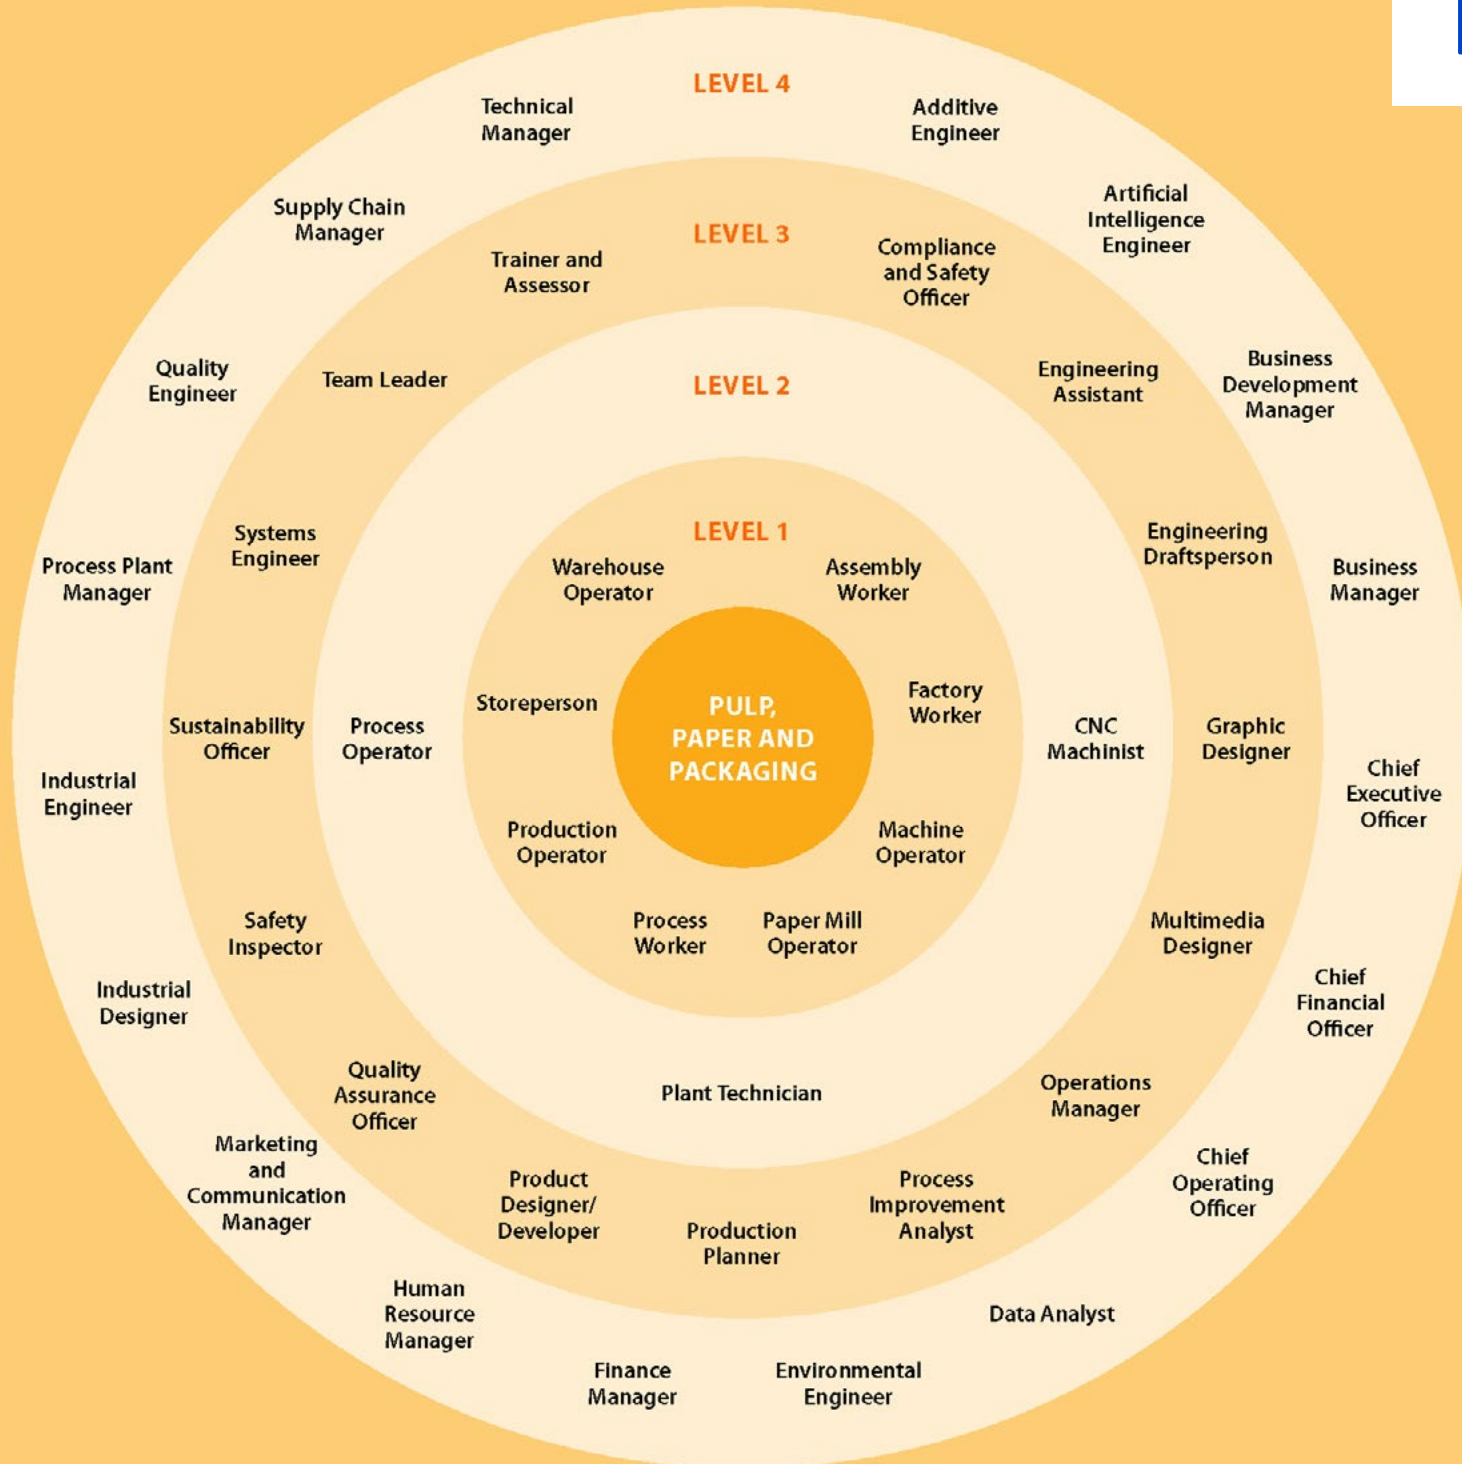 LEVEL 4
Additive
Engineer
Artificial
Intelligence
Engineer
Business
Development
Manager
Business
Manager
Chief
Executive
Officer
Chief
Financial
Officer
Chief
Operating
Officer
Data Analyst
Environmental
Engineer
Finance
Manager
Human
Resource
Manager
Marketing
and
Communication
Manager
Industrial
Designer
Industrial
Engineer
Process Plant
Manager
Quality
Engineer
Supply Chain
Manager
Technical
Manager
LEVEL 3
Compliance
and Safety
Officer
Engineering
Assistant
Engineering
Draftsperson
Graphic
Designer
Multimedia
Designer
Operations
Manager
Process
Improvement
Analyst
Production
Planner
Product
Designer/
Developer
Quality
Assurance
Officer
Safety
Inspector
Sustainability
Officer
Systems
Engineer
Team Leader
Trainer and
Assessor
LEVEL 2
CNC
Machinist
Plant Technician
Process
Operator
LEVEL 1
Assembly
Worker
Factory
Worker
Machine
Operator
Paper Mill
Operator
Process
Worker
Production
Operator
Storeperson
Warehouse
Operator
PULP,
PAPER AND
PACKAGING